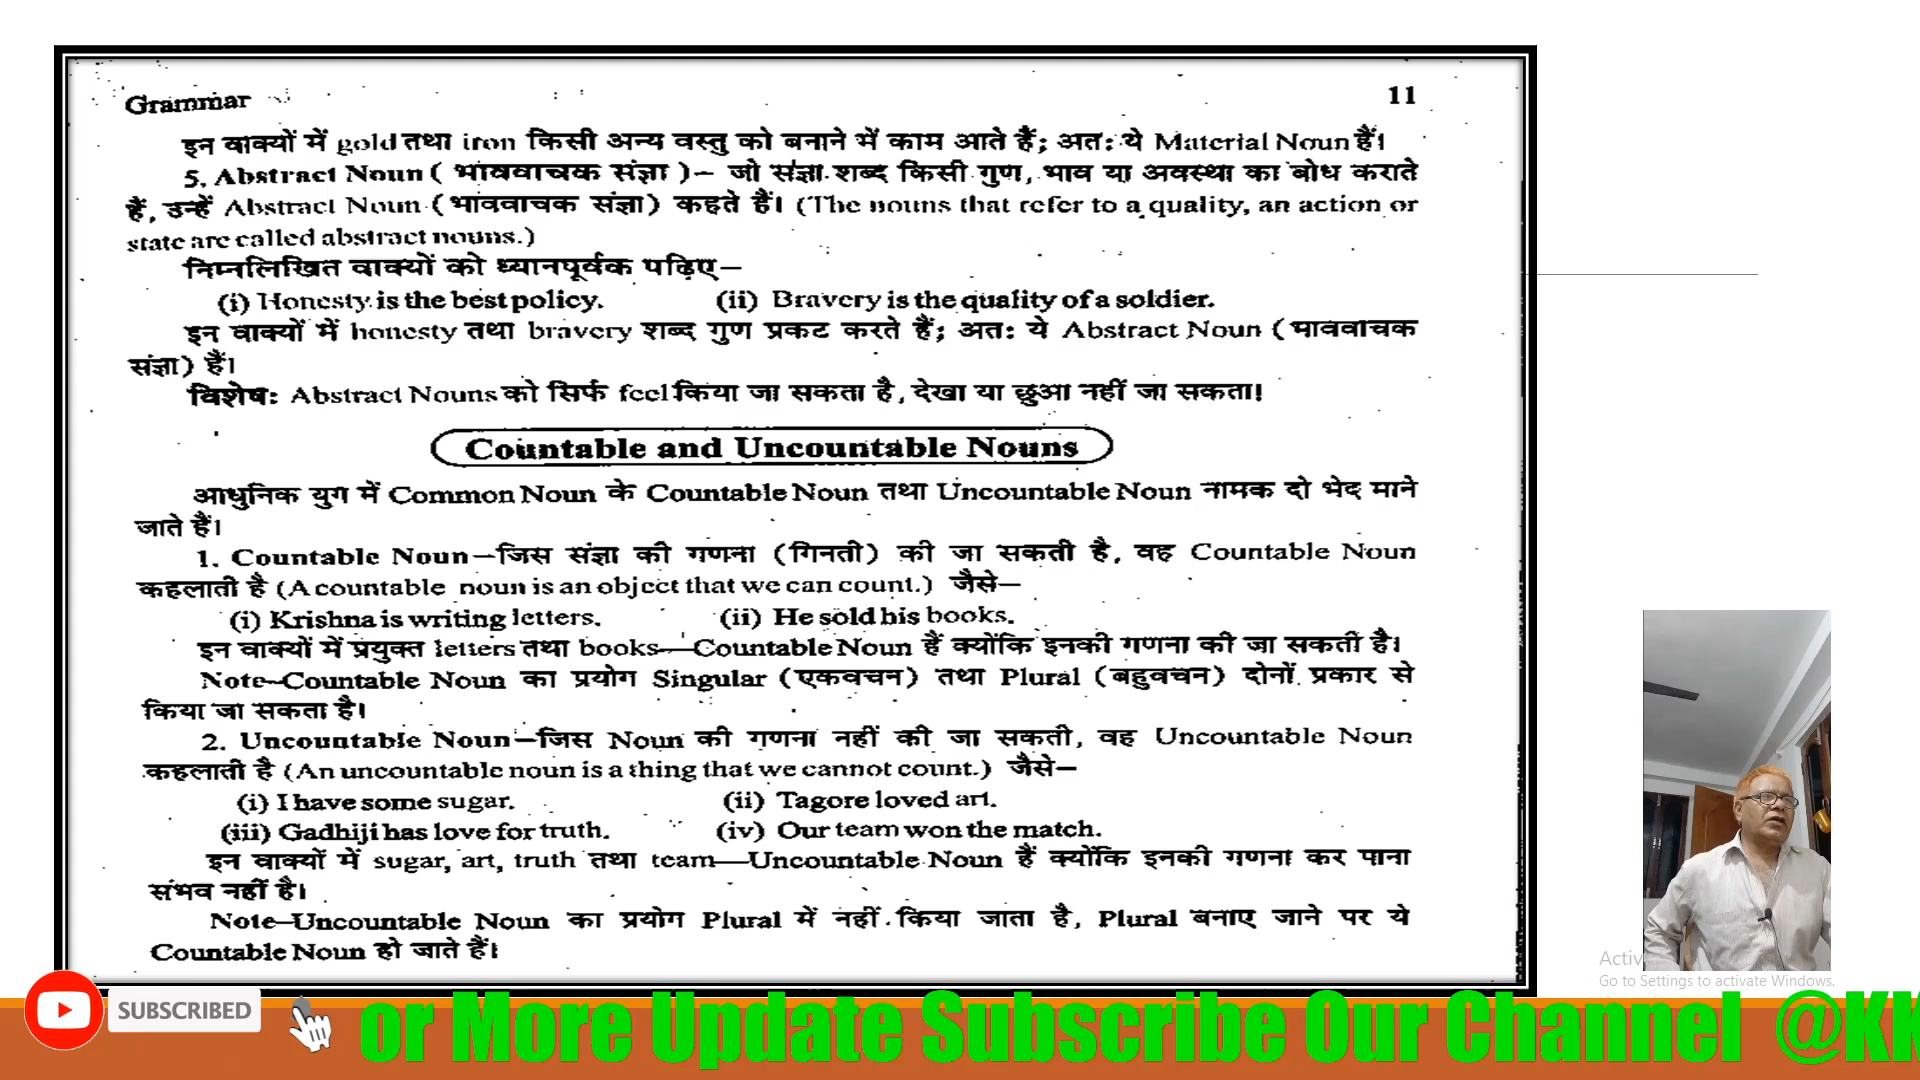 Grammar
11
इन वाक्यों में gold तथा iron किसी अन्य वस्तु को बनाने में काम आते हैं; अतः ये Material Noun हैं।
5. Abstract Noun ( भाववाचक संज्ञा )– जो संज्ञा शब्द किसी गुण, भाव या अवस्था का बोध कराते
हैं, उन्हें Abstract Noun (भाववाचक संज्ञा) कहते हैं। (The nouns that refer to a quality, an action or
state are called abstract nouns.)
निम्नलिखित वाक्यों को ध्यानपूर्वक पढ़िए–
(i) Honesty is the best policy. (ii) Bravery is the quality of a soldier.
इन वाक्यों में honesty तथा bravery शब्द गुण प्रकट करते हैं; अतः ये Abstract Noun (भाववाचक
संज्ञा) हैं।
विशेषः Abstract Nouns को सिर्फ feel किया जा सकता है, देखा या छुआ नहीं जा सकता!
Countable and Uncountable Nouns
आधुनिक युग में Common Noun के Countable Noun तथा Uncountable Noun नामक दो भेद माने
जाते हैं।
1. Countable Noun–जिस संज्ञा की गणना (गिनती) की जा सकती है, वह Countable Noun
कहलाती है (A countable noun is an object that we can count.) जैसे–
(i) Krishna is writing letters. (ii) He sold his books.
इन वाक्यों में प्रयुक्त letters तथा books—Countable Noun हैं क्योंकि इनकी गणना की जा सकती है।
Note–Countable Noun का प्रयोग Singular (एकवचन) तथा Plural (बहुवचन) दोनों प्रकार से
किया जा सकता है।
2. Uncountable Noun–जिस Noun की गणना नहीं की जा सकती, वह Uncountable Noun
कहलाती है (An uncountable noun is a thing that we cannot count.) जैसे–
(i) I have some sugar. (ii) Tagore loved art.
(iii) Gadhiji has love for truth. (iv) Our team won the match.
इन वाक्यों में sugar, art, truth तथा team—Uncountable Noun हैं क्योंकि इनकी गणना कर पाना
संभव नहीं है।
Note–Uncountable Noun का प्रयोग Plural में नहीं किया जाता है, Plural बनाए जाने पर ये
Countable Noun हो जाते हैं।
Go to Settings to activate Windows.
SUBSCRIBED
or More Update Subscribe Our Channel @KK